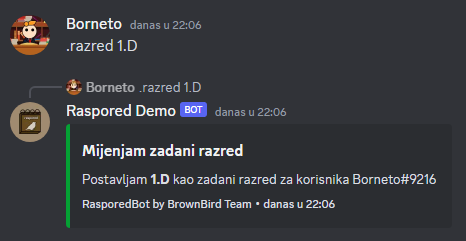 Borneto danas u 22:06
.razred 1.D
Borneto .razred 1.D
Raspored Demo BOT danas u 22:06
Mijenjam zadani razred
Postavljam 1.D kao zadani razred za korisnika Borneto#9216
RasporedBot by BrownBird Team • danas u 22:06